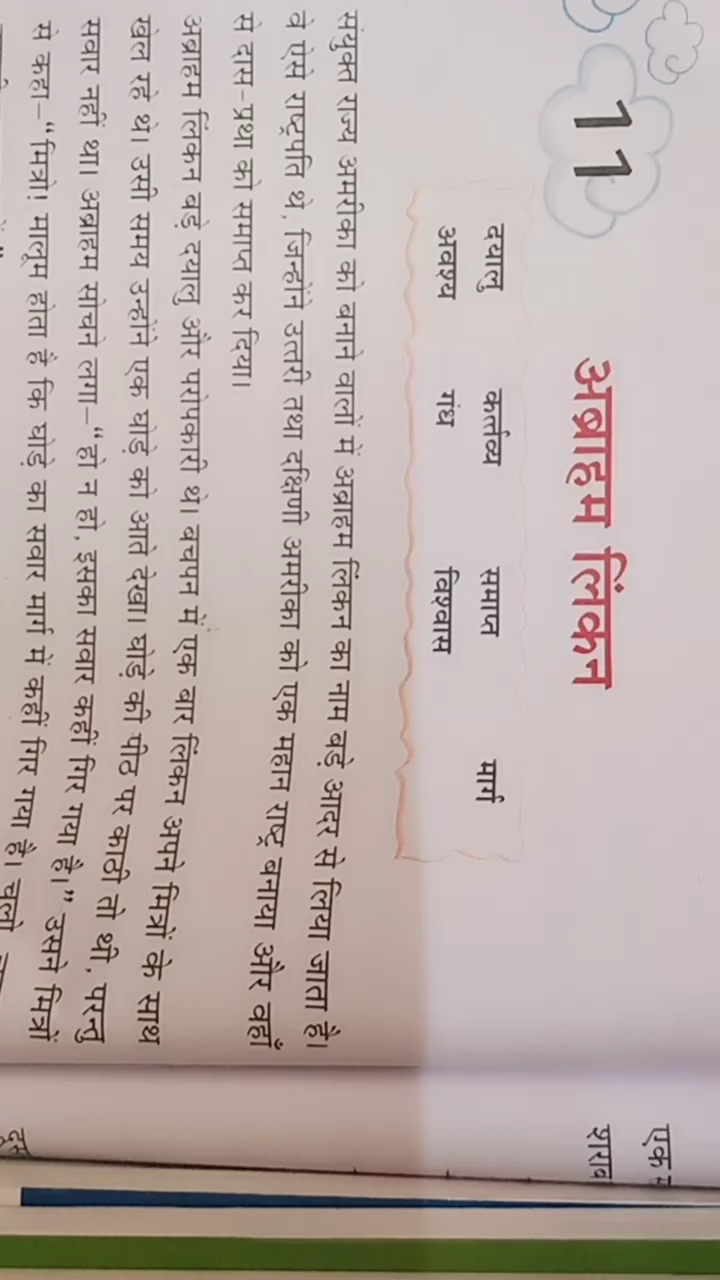 11
अब्राहम लिंकन
दयालु कर्तव्य समाप्त मार्ग
अवश्य गंध विश्वास
संयुक्त राज्य अमरीका को बनाने वालों में अब्राहम लिंकन का नाम बड़े आदर से लिया जाता है।
वे ऐसे राष्ट्रपति थे, जिन्होंने उत्तरी तथा दक्षिणी अमरीका को एक महान राष्ट्र बनाया और वहाँ
से दास-प्रथा को समाप्त कर दिया।
अब्राहम लिंकन बड़े दयालु और परोपकारी थे। बचपन में एक बार लिंकन अपने मित्रों के साथ
खेल रहे थे। उसी समय उन्होंने एक घोड़े को आते देखा। घोड़े की पीठ पर काठी तो थी, परन्तु
सवार नहीं था। अब्राहम सोचने लगा–“हो न हो, इसका सवार कहीं गिर गया है।” उसने मित्रों
से कहा–“मित्रो! मालूम होता है कि घोड़े का सवार मार्ग में कहीं गिर गया है। चलो
एक
शराब